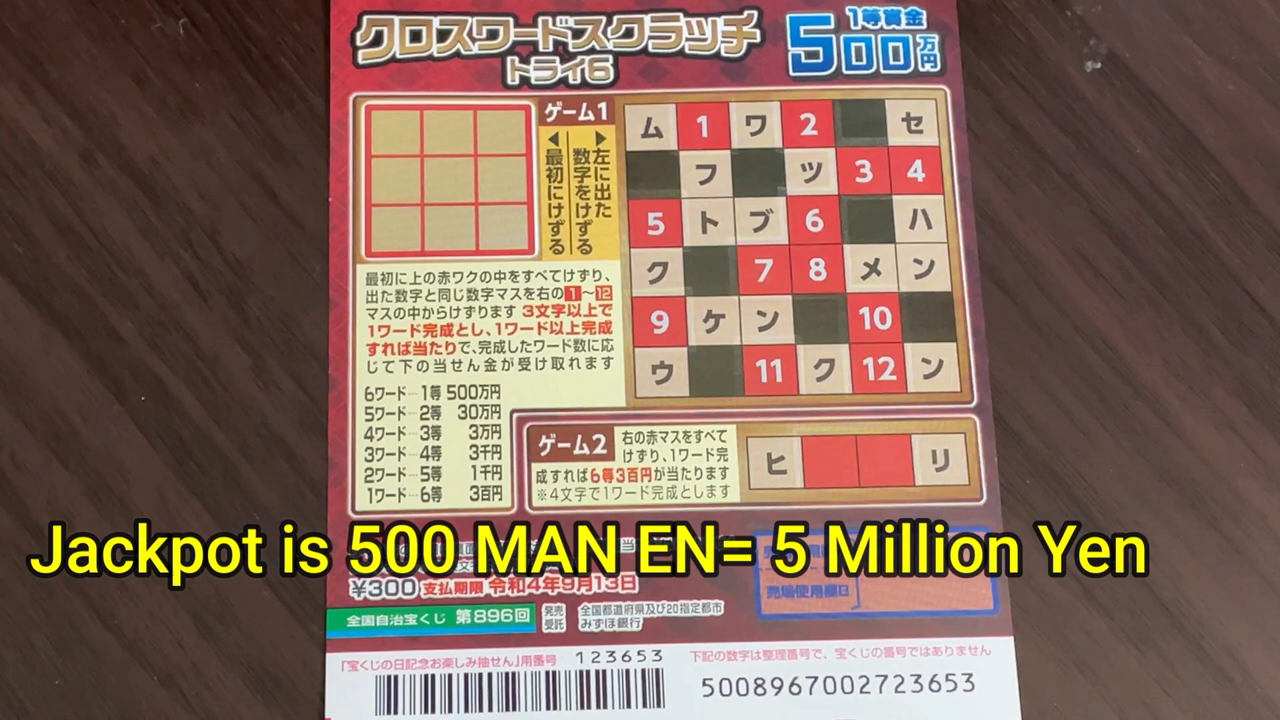 クロスワードスクラッチ
トライ6
1等賞金
500万円
ゲーム1
左に出た
数字をけずる
最初にけずる
ム 1 ワ 2 セ
フ ツ 3 4
5 ト ブ 6 ハ
ク 7 8 メ ン
9 ケ ン 10
ウ 11 ク 12 ン
最初に上の赤ワクの中をすべてけずり、
出た数字と同じ数字マスを右の1～12
マスの中からけずります 3文字以上で
1ワード完成とし、1ワード以上完成
すれば当たりで、完成したワード数に応
じて下の当せん金が受け取れます
6ワード…1等 500万円
5ワード…2等 30万円
4ワード…3等 3万円
3ワード…4等 3千円
2ワード…5等 1千円
1ワード…6等 3百円
ゲーム2
右の赤マスをすべて
けずり、1ワード完
成すれば6等3百円が当たります
※4文字で1ワード完成とします
ヒ リ
Jackpot is 500 MAN EN= 5 Million Yen
¥300 支払期限 令和4年9月13日
売場使用欄B
全国自治宝くじ 第896回
発売 全国都道府県及び20指定都市
受託 みずほ銀行
「宝くじの日記念お楽しみ抽せん」用番号 123653
下記の数字は整理番号で、宝くじの番号ではありません
5008967002723653